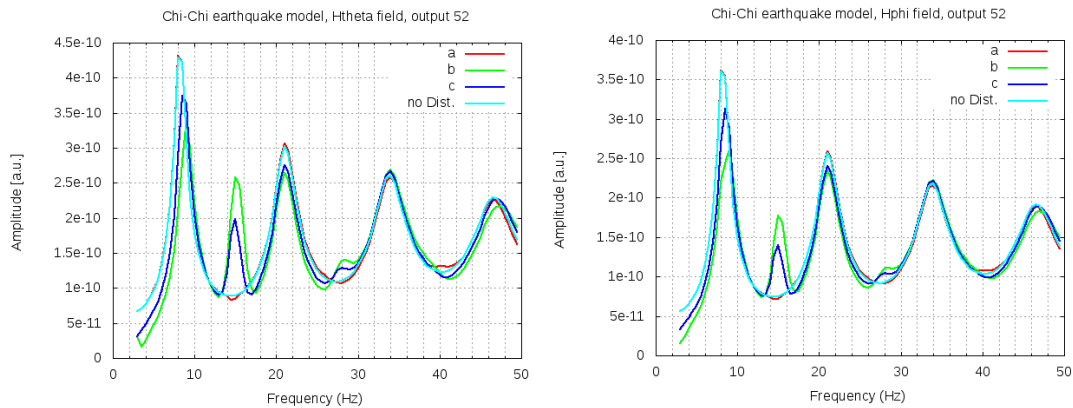 Chi-Chi earthquake model, Htheta field, output 52
4.5e-10
4e-10
3.5e-10
3e-10
2.5e-10
2e-10
1.5e-10
1e-10
5e-11
0
Amplitude [a.u.]
a
b
c
no Dist.
0 10 20 30 40 50
Frequency (Hz)
Chi-Chi earthquake model, Hphi field, output 52
4e-10
3.5e-10
3e-10
2.5e-10
2e-10
1.5e-10
1e-10
5e-11
0
Amplitude [a.u.]
a
b
c
no Dist.
0 10 20 30 40 50
Frequency (Hz)